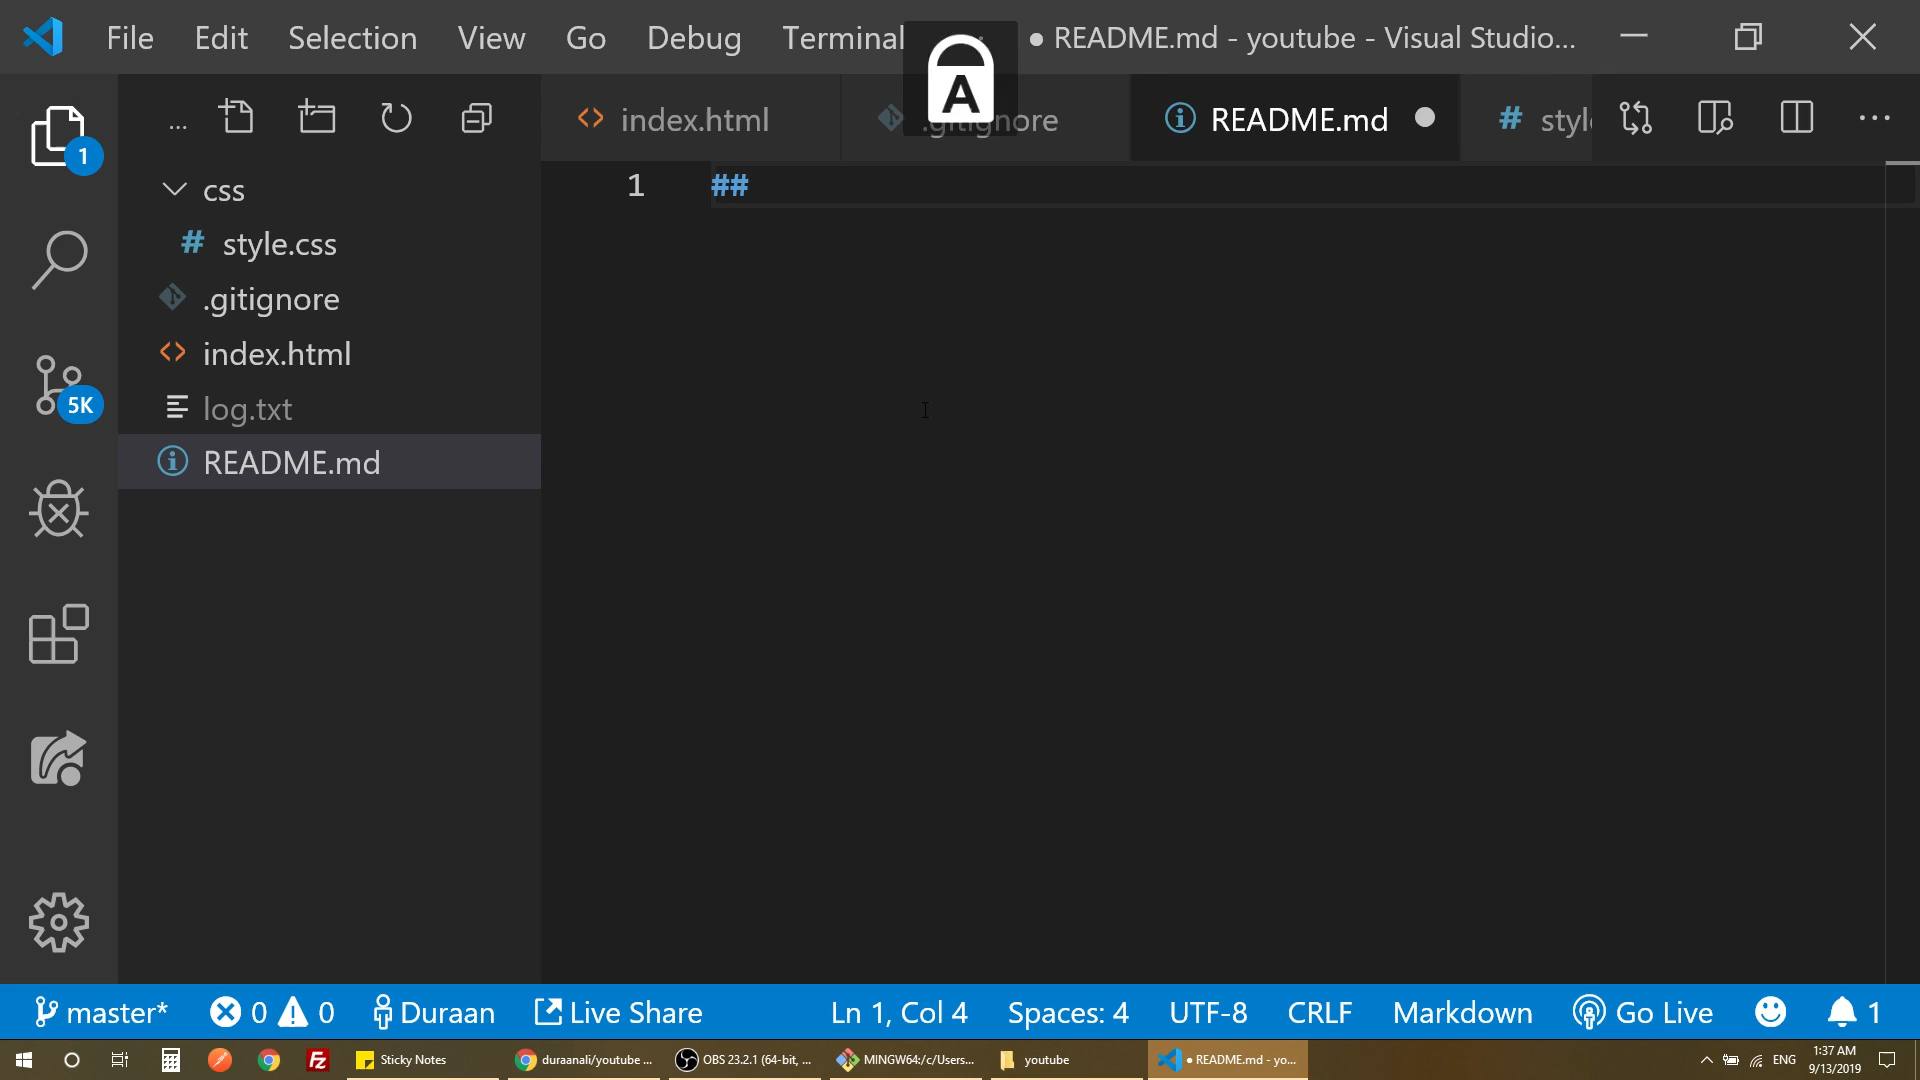 File Edit Selection View Go Debug Terminal ● README.md - youtube - Visual Studio...
A
... index.html .gitignore README.md ● # styl ...
1
css
# style.css
.gitignore
index.html
log.txt
README.md
5K
1 ##
master* 0 0 Duraan Live Share Ln 1, Col 4 Spaces: 4 UTF-8 CRLF Markdown Go Live 1
Fz Sticky Notes duraanali/youtube ... OBS 23.2.1 (64-bit, ... MINGW64:/c/Users... youtube ● README.md - yo... ENG 1:37 AM
9/13/2019